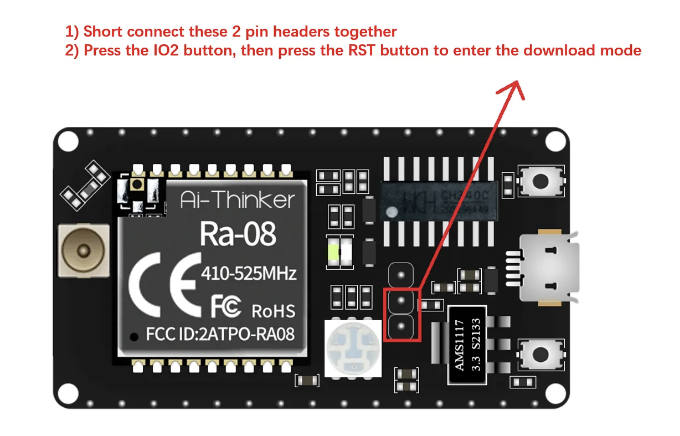 1) Short connect these 2 pin headers together
2) Press the IO2 button, then press the RST button to enter the download mode
Ai-Thinker
Ra-08
410-525MHz
CE
FC
RoHS
FCC ID:2ATPO-RA08
CH340C
AMS1117
3.3 S2133